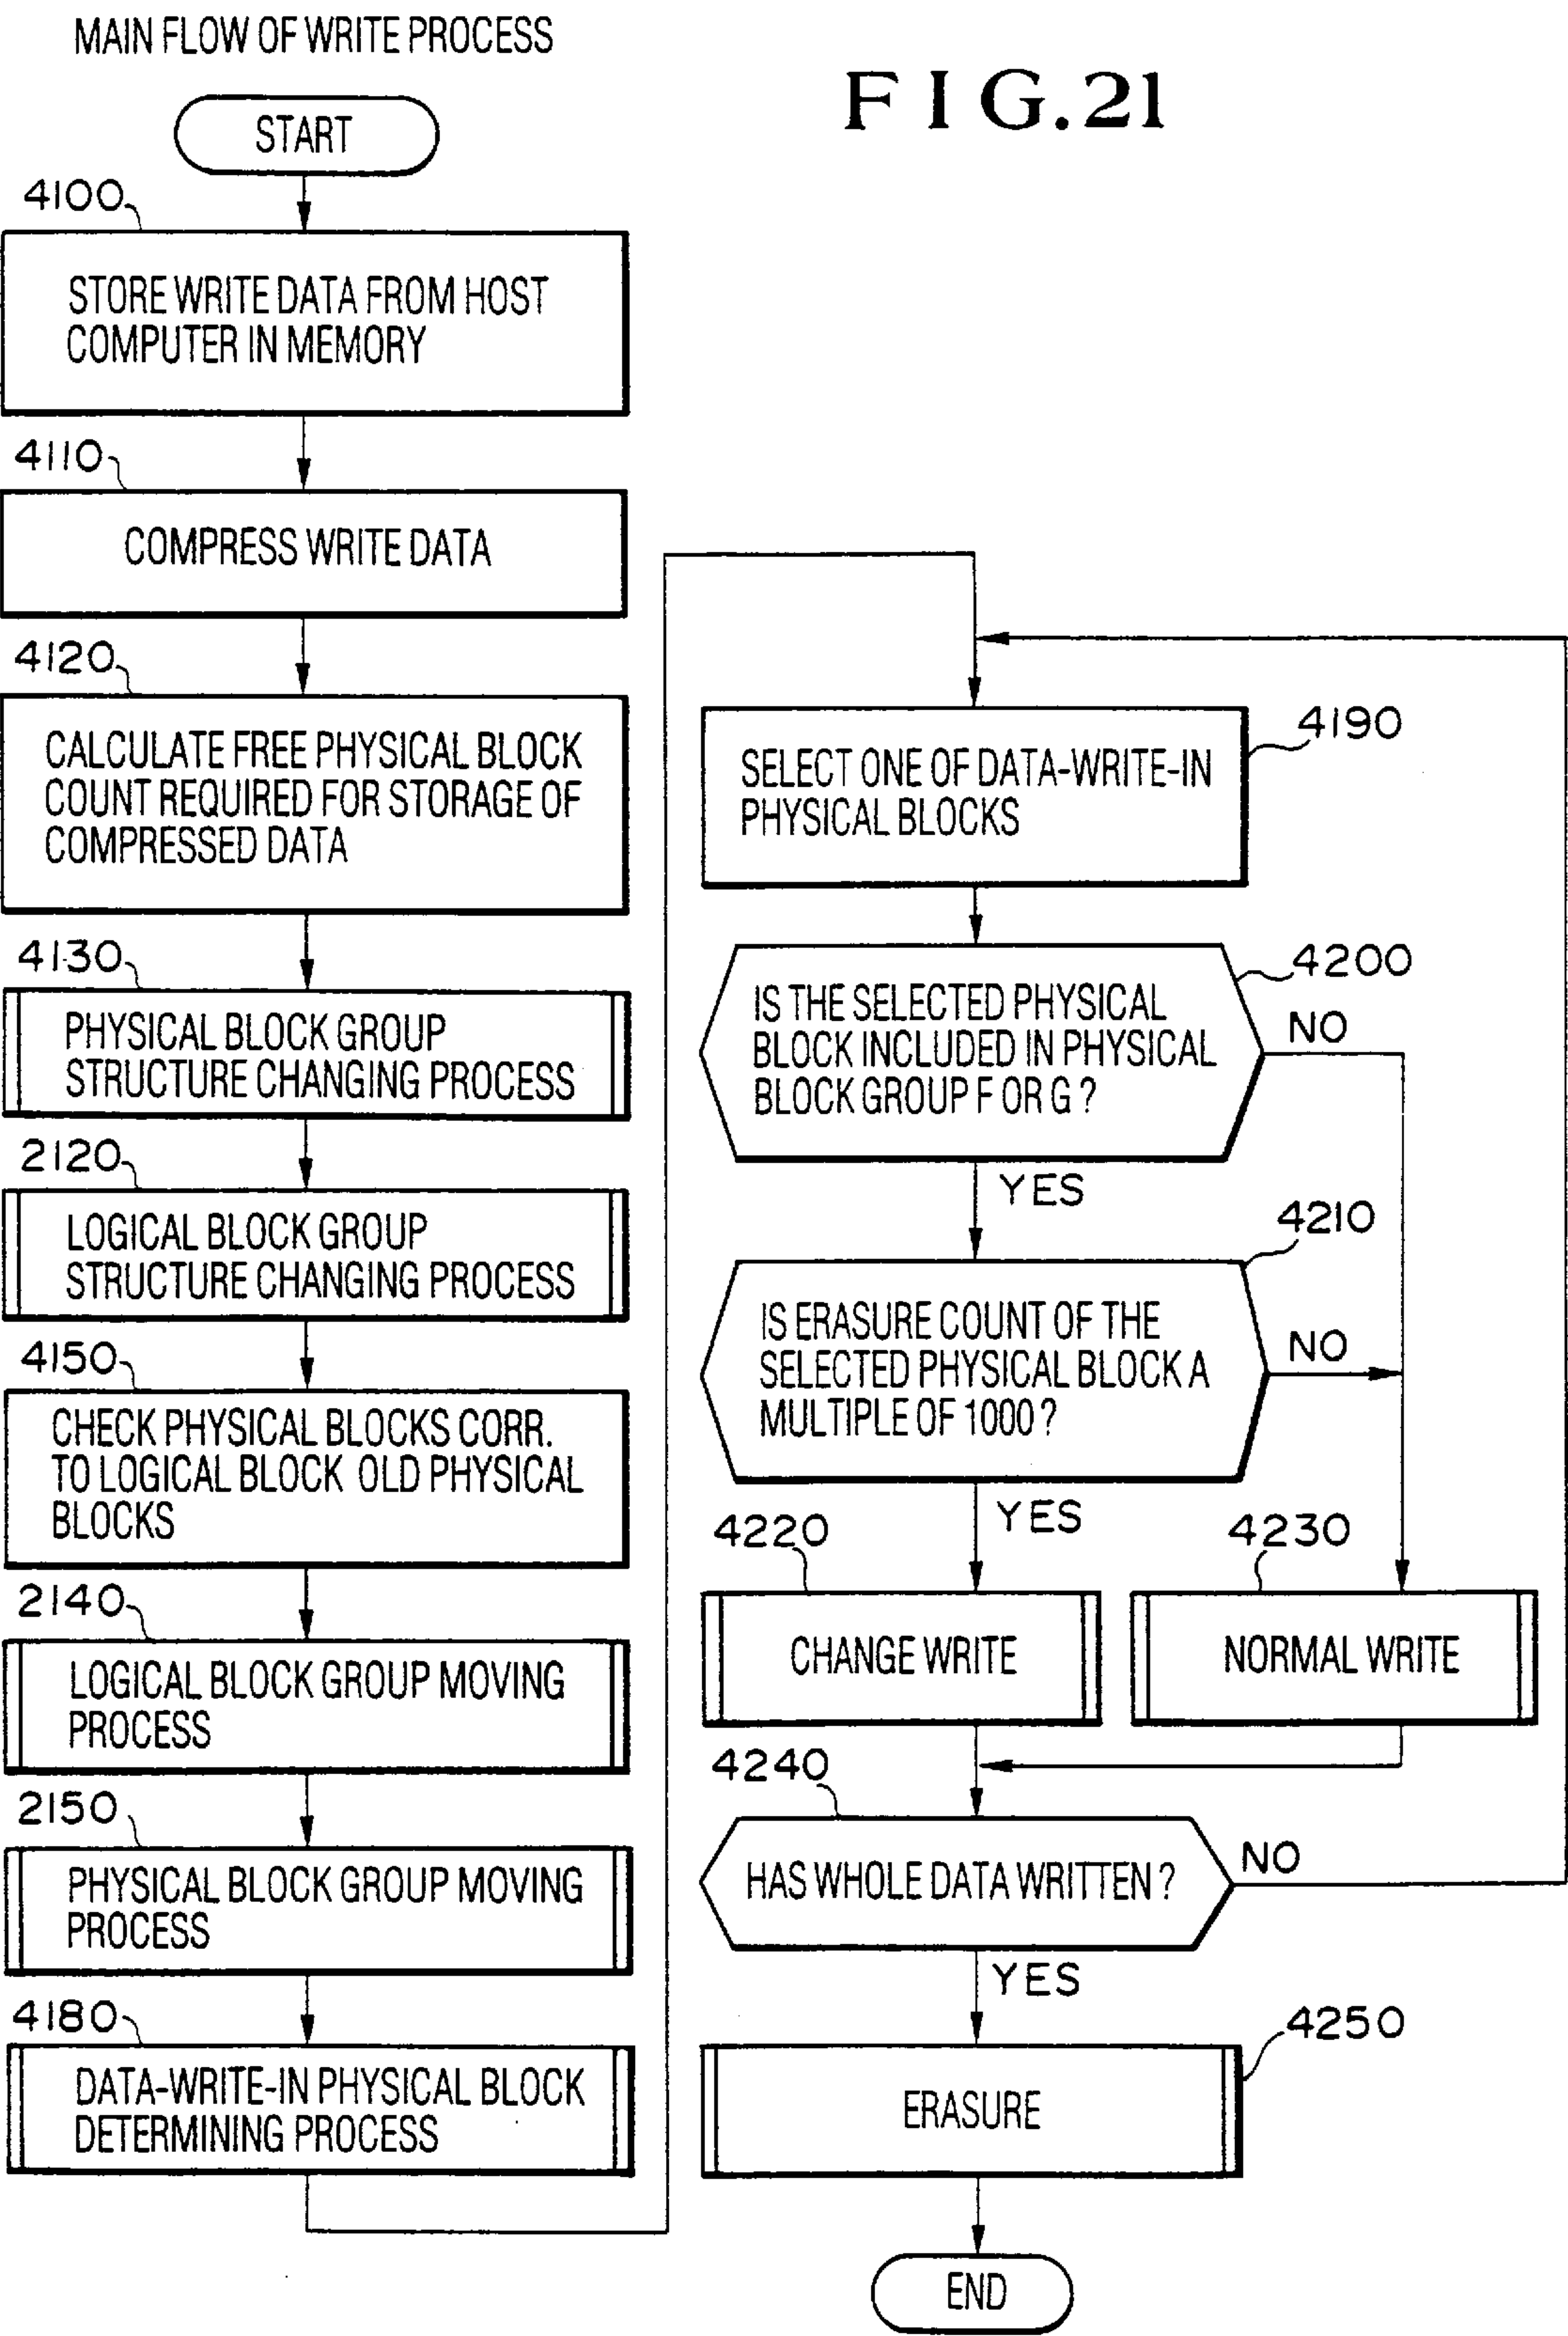 MAIN FLOW OF WRITE PROCESS
FIG.21
START
4100
STORE WRITE DATA FROM HOST
COMPUTER IN MEMORY
4110
COMPRESS WRITE DATA
4120
CALCULATE FREE PHYSICAL BLOCK
COUNT REQUIRED FOR STORAGE OF
COMPRESSED DATA
4130
PHYSICAL BLOCK GROUP
STRUCTURE CHANGING PROCESS
2120
LOGICAL BLOCK GROUP
STRUCTURE CHANGING PROCESS
4150
CHECK PHYSICAL BLOCKS CORR.
TO LOGICAL BLOCK OLD PHYSICAL
BLOCKS
2140
LOGICAL BLOCK GROUP MOVING
PROCESS
2150
PHYSICAL BLOCK GROUP MOVING
PROCESS
4180
DATA-WRITE-IN PHYSICAL BLOCK
DETERMINING PROCESS
4190
SELECT ONE OF DATA-WRITE-IN
PHYSICAL BLOCKS
4200
IS THE SELECTED PHYSICAL
BLOCK INCLUDED IN PHYSICAL
BLOCK GROUP F OR G ?
NO
YES
4210
IS ERASURE COUNT OF THE
SELECTED PHYSICAL BLOCK A
MULTIPLE OF 1000 ?
NO
YES
4220
CHANGE WRITE
4230
NORMAL WRITE
4240
HAS WHOLE DATA WRITTEN ?
NO
YES
4250
ERASURE
END